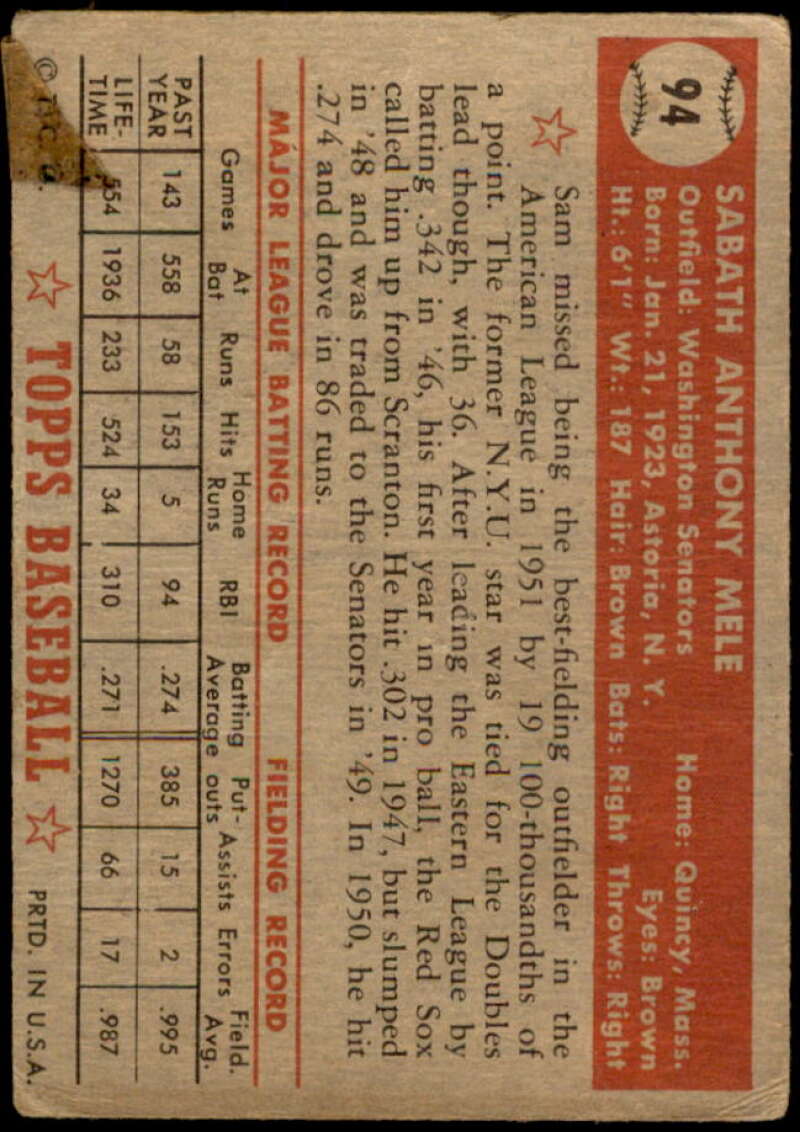 94
SABATH ANTHONY MELE
Outfield: Washington Senators Home: Quincy, Mass.
Born: Jan. 21, 1923, Astoria, N. Y. Eyes: Brown
Ht.: 6'1" Wt.: 187 Hair: Brown Bats: Right Throws: Right
Sam missed being the best-fielding outfielder in the
American League in 1951 by 19 100-thousandths of
a point. The former N.Y.U. star was tied for the Doubles
lead though, with 36. After leading the Eastern League by
batting .342 in '46, his first year in pro ball, the Red Sox
called him up from Scranton. He hit .302 in 1947, but slumped
in '48 and was traded to the Senators in '49. In 1950, he hit
.274 and drove in 86 runs.
MAJOR LEAGUE BATTING RECORD FIELDING RECORD
Games At Bat Runs Hits Home Runs RBI Batting Average Put-outs Assists Errors Field. Avg.
PAST YEAR 143 558 58 153 5 94 .274 385 15 2 .995
LIFE-TIME 554 1936 233 524 34 310 .271 1270 66 17 .987
© T.C.G. TOPPS BASEBALL PRTD. IN U.S.A.